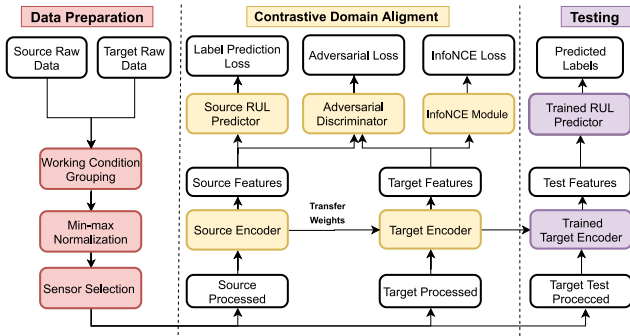 Data Preparation
Contrastive Domain Aligment
Testing
Source Raw
Data
Target Raw
Data
Label Prediction
Loss
Adversarial Loss
InfoNCE Loss
Predicted
Labels
Source RUL
Predictor
Adversarial
Discriminator
InfoNCE Module
Trained RUL
Predictor
Working Condition
Grouping
Source Features
Target Features
Test Features
Transfer
Weights
Min-max
Normalization
Source Encoder
Target Encoder
Trained
Target Encoder
Sensor Selection
Source
Processed
Target Processed
Target Test
Procecced